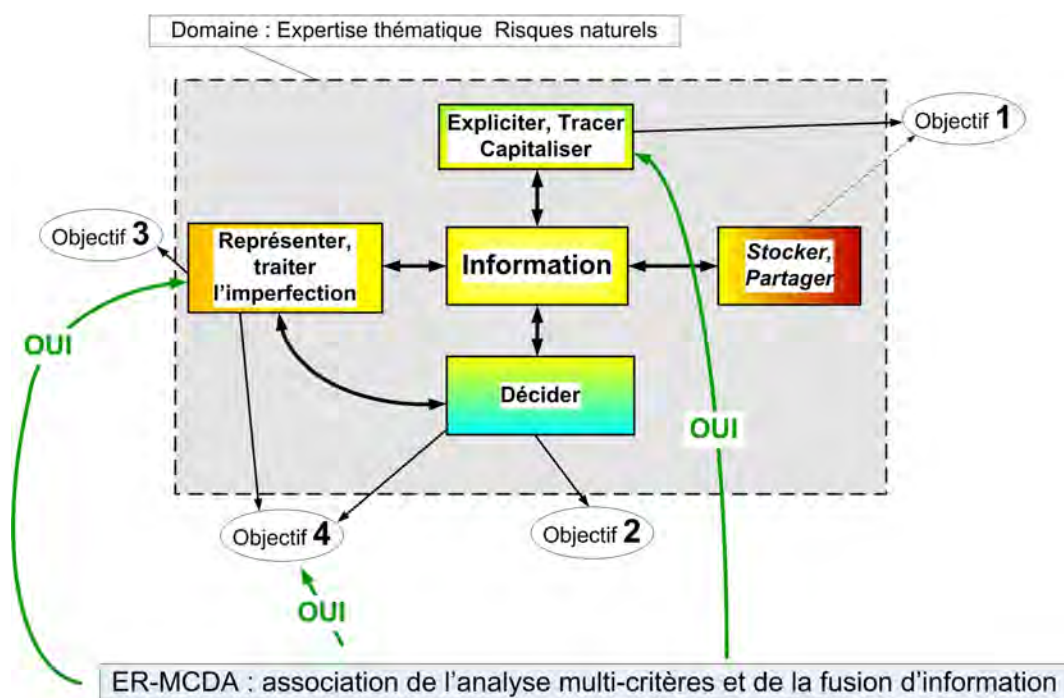 Domaine : Expertise thématique Risques naturels
Expliciter, Tracer
Capitaliser
Objectif 1
Objectif 3
Représenter,
traiter
l'imperfection
Information
Stocker,
Partager
OUI
Décider
OUI
Objectif 4
Objectif 2
OUI
ER-MCDA : association de l'analyse multi-critères et de la fusion d'information